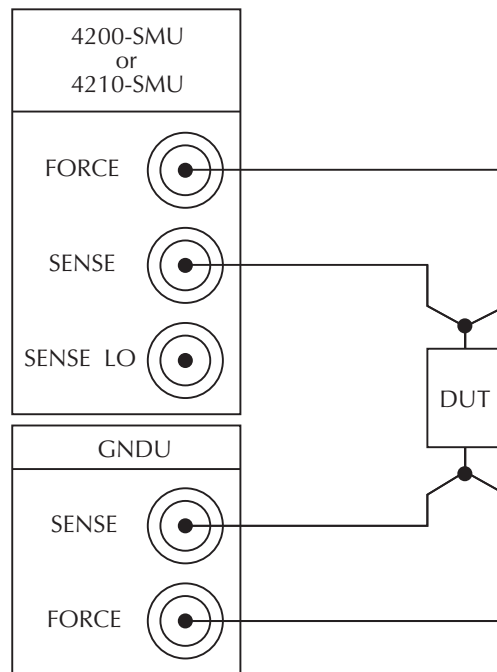 4200-SMU
or
4210-SMU
FORCE
SENSE
SENSE LO
DUT
GNDU
SENSE
FORCE